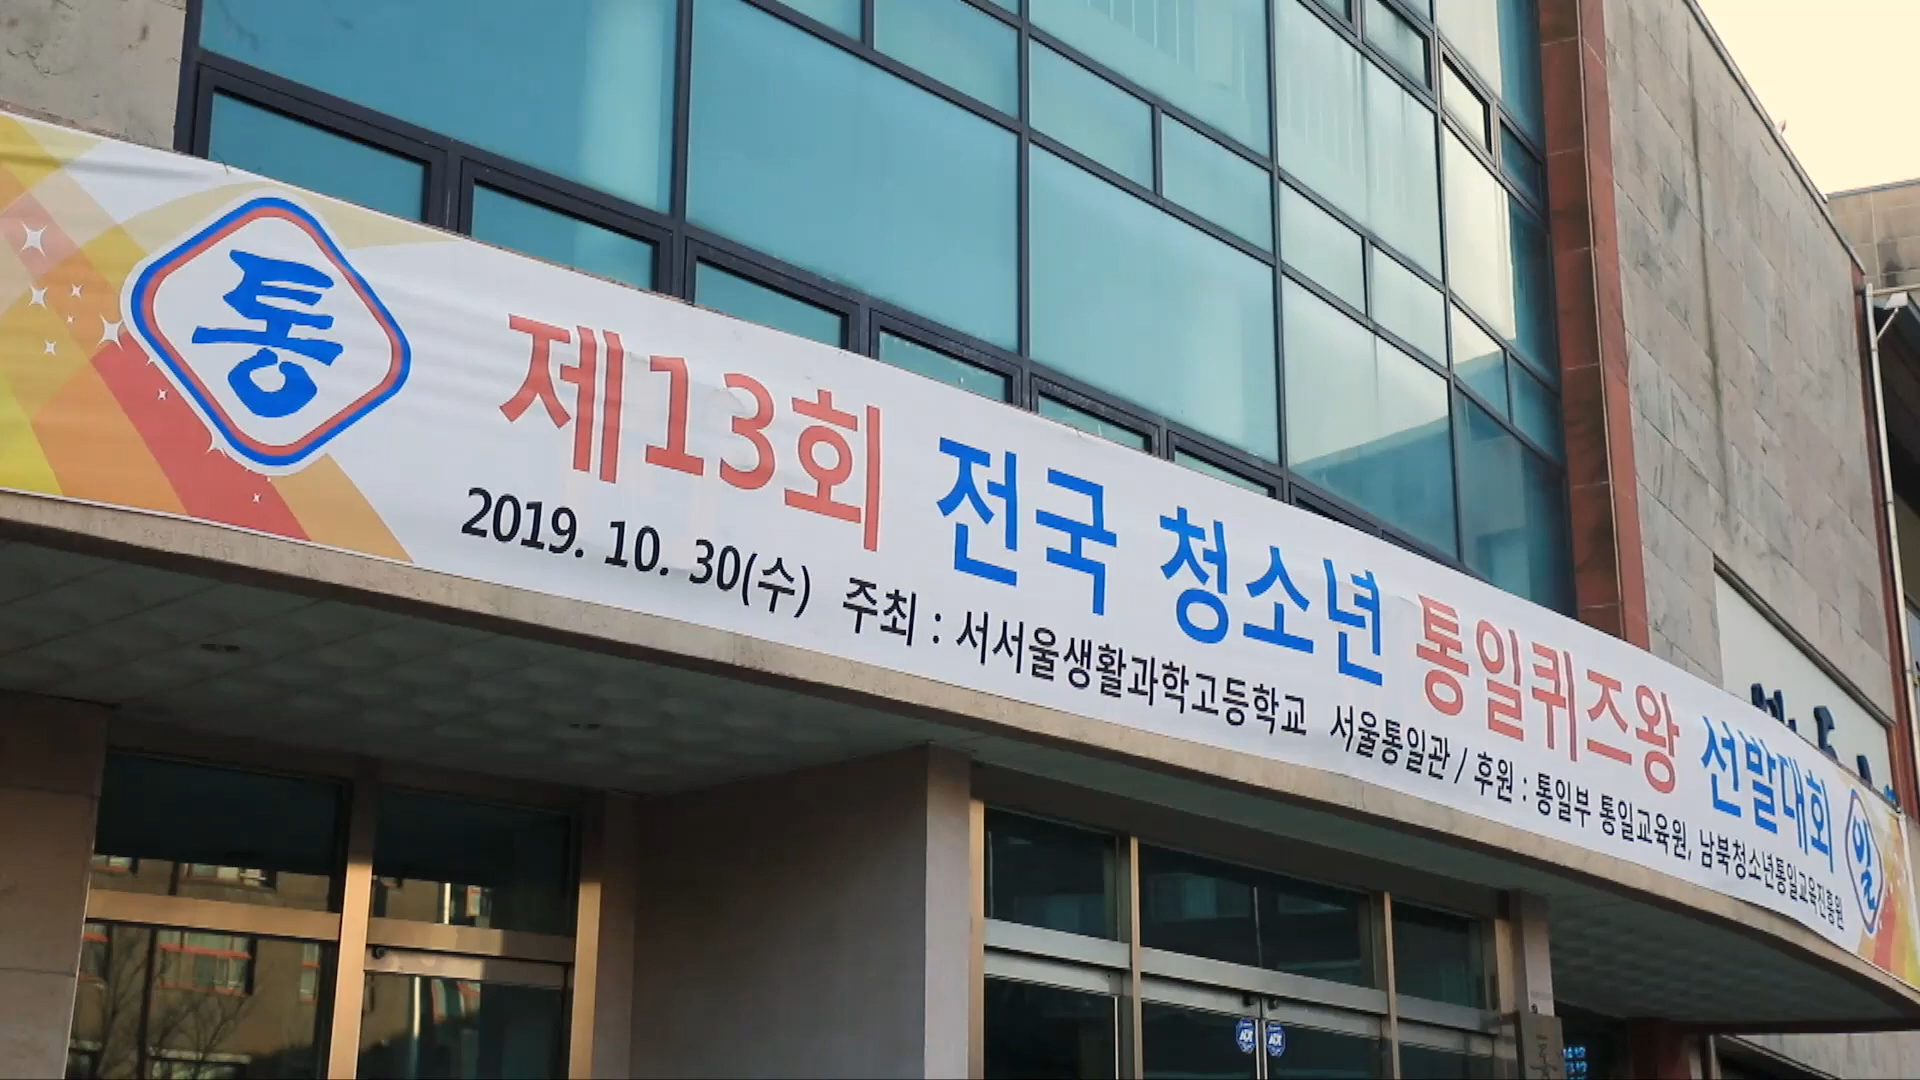 통
제13회 전국 청소년 통일퀴즈왕 선발대회
일
2019. 10. 30(수) 주최 : 서서울생활과학고등학교 서울통일관 / 후원 : 통일부 통일교육원, 남북청소년통일교육진흥원